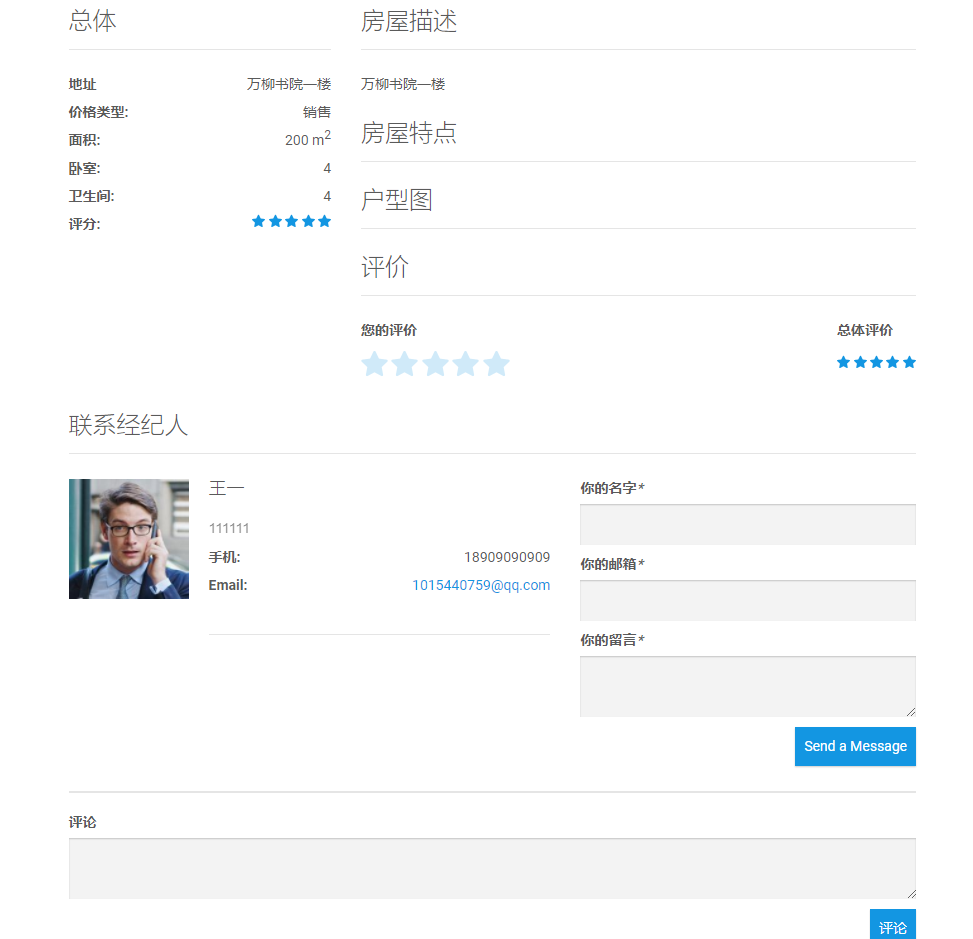 总体
地址 万柳书院一楼
价格类型: 销售
面积: 200 m2
卧室: 4
卫生间: 4
评分:
房屋描述
万柳书院一楼
房屋特点
户型图
评价
您的评价 总体评价
联系经纪人
王一
111111
手机: 18909090909
Email: 1015440759@qq.com
你的名字*
你的邮箱*
你的留言*
Send a Message
评论
评论